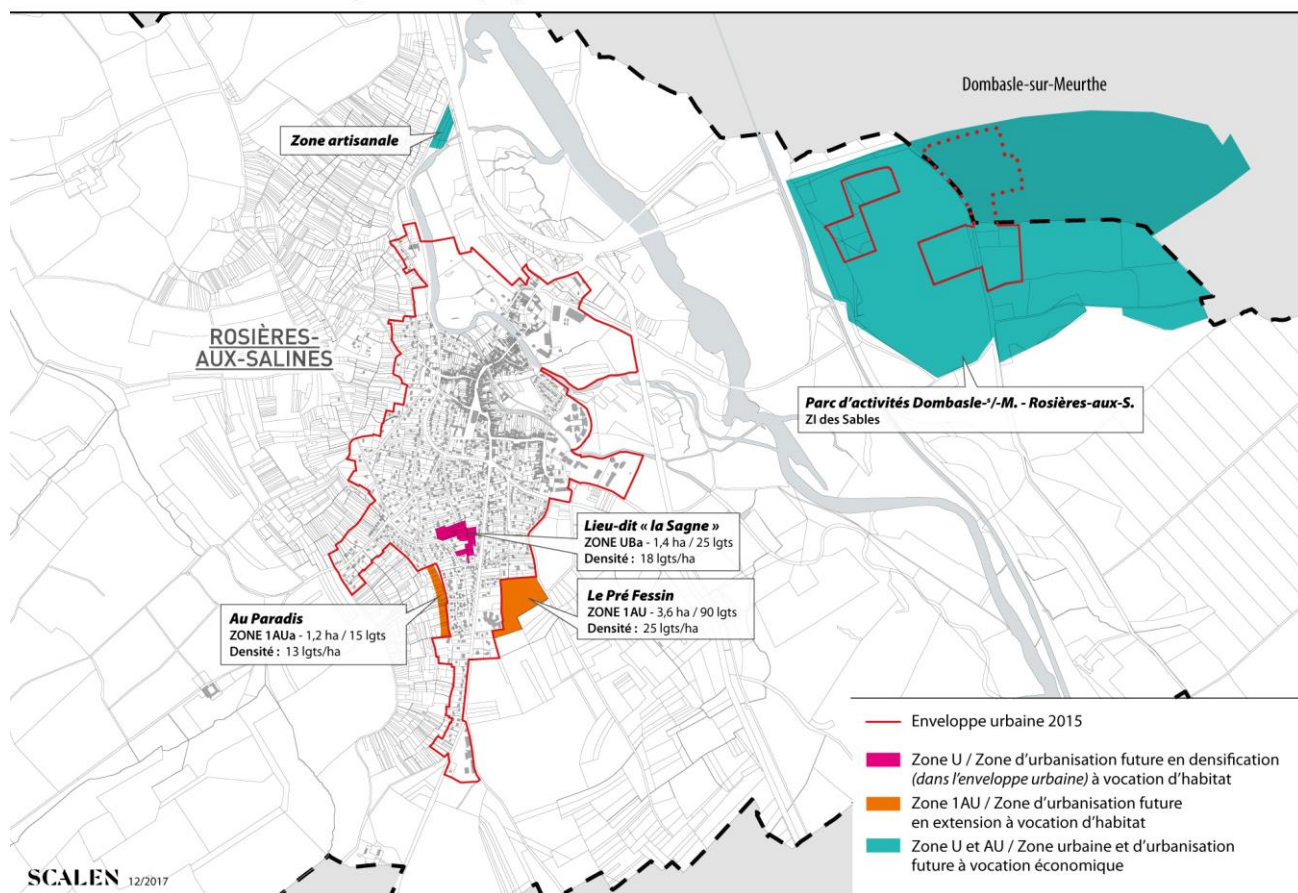 Dombasle-sur-Meurthe
Zone artisanale
ROSIÈRES-
AUX-SALINES
Parc d'activités Dombasle-ˢ/-M. - Rosières-aux-S.
ZI des Sables
Lieu-dit « la Sagne »
ZONE UBa - 1,4 ha / 25 lgts
Densité : 18 lgts/ha
Le Pré Fessin
ZONE 1AU - 3,6 ha / 90 lgts
Densité : 25 lgts/ha
Au Paradis
ZONE 1AUa - 1,2 ha / 15 lgts
Densité : 13 lgts/ha
Enveloppe urbaine 2015
Zone U / Zone d'urbanisation future en densification
(dans l'enveloppe urbaine) à vocation d'habitat
Zone 1AU / Zone d'urbanisation future
en extension à vocation d'habitat
Zone U et AU / Zone urbaine et d'urbanisation
future à vocation économique
SCALEN 12/2017